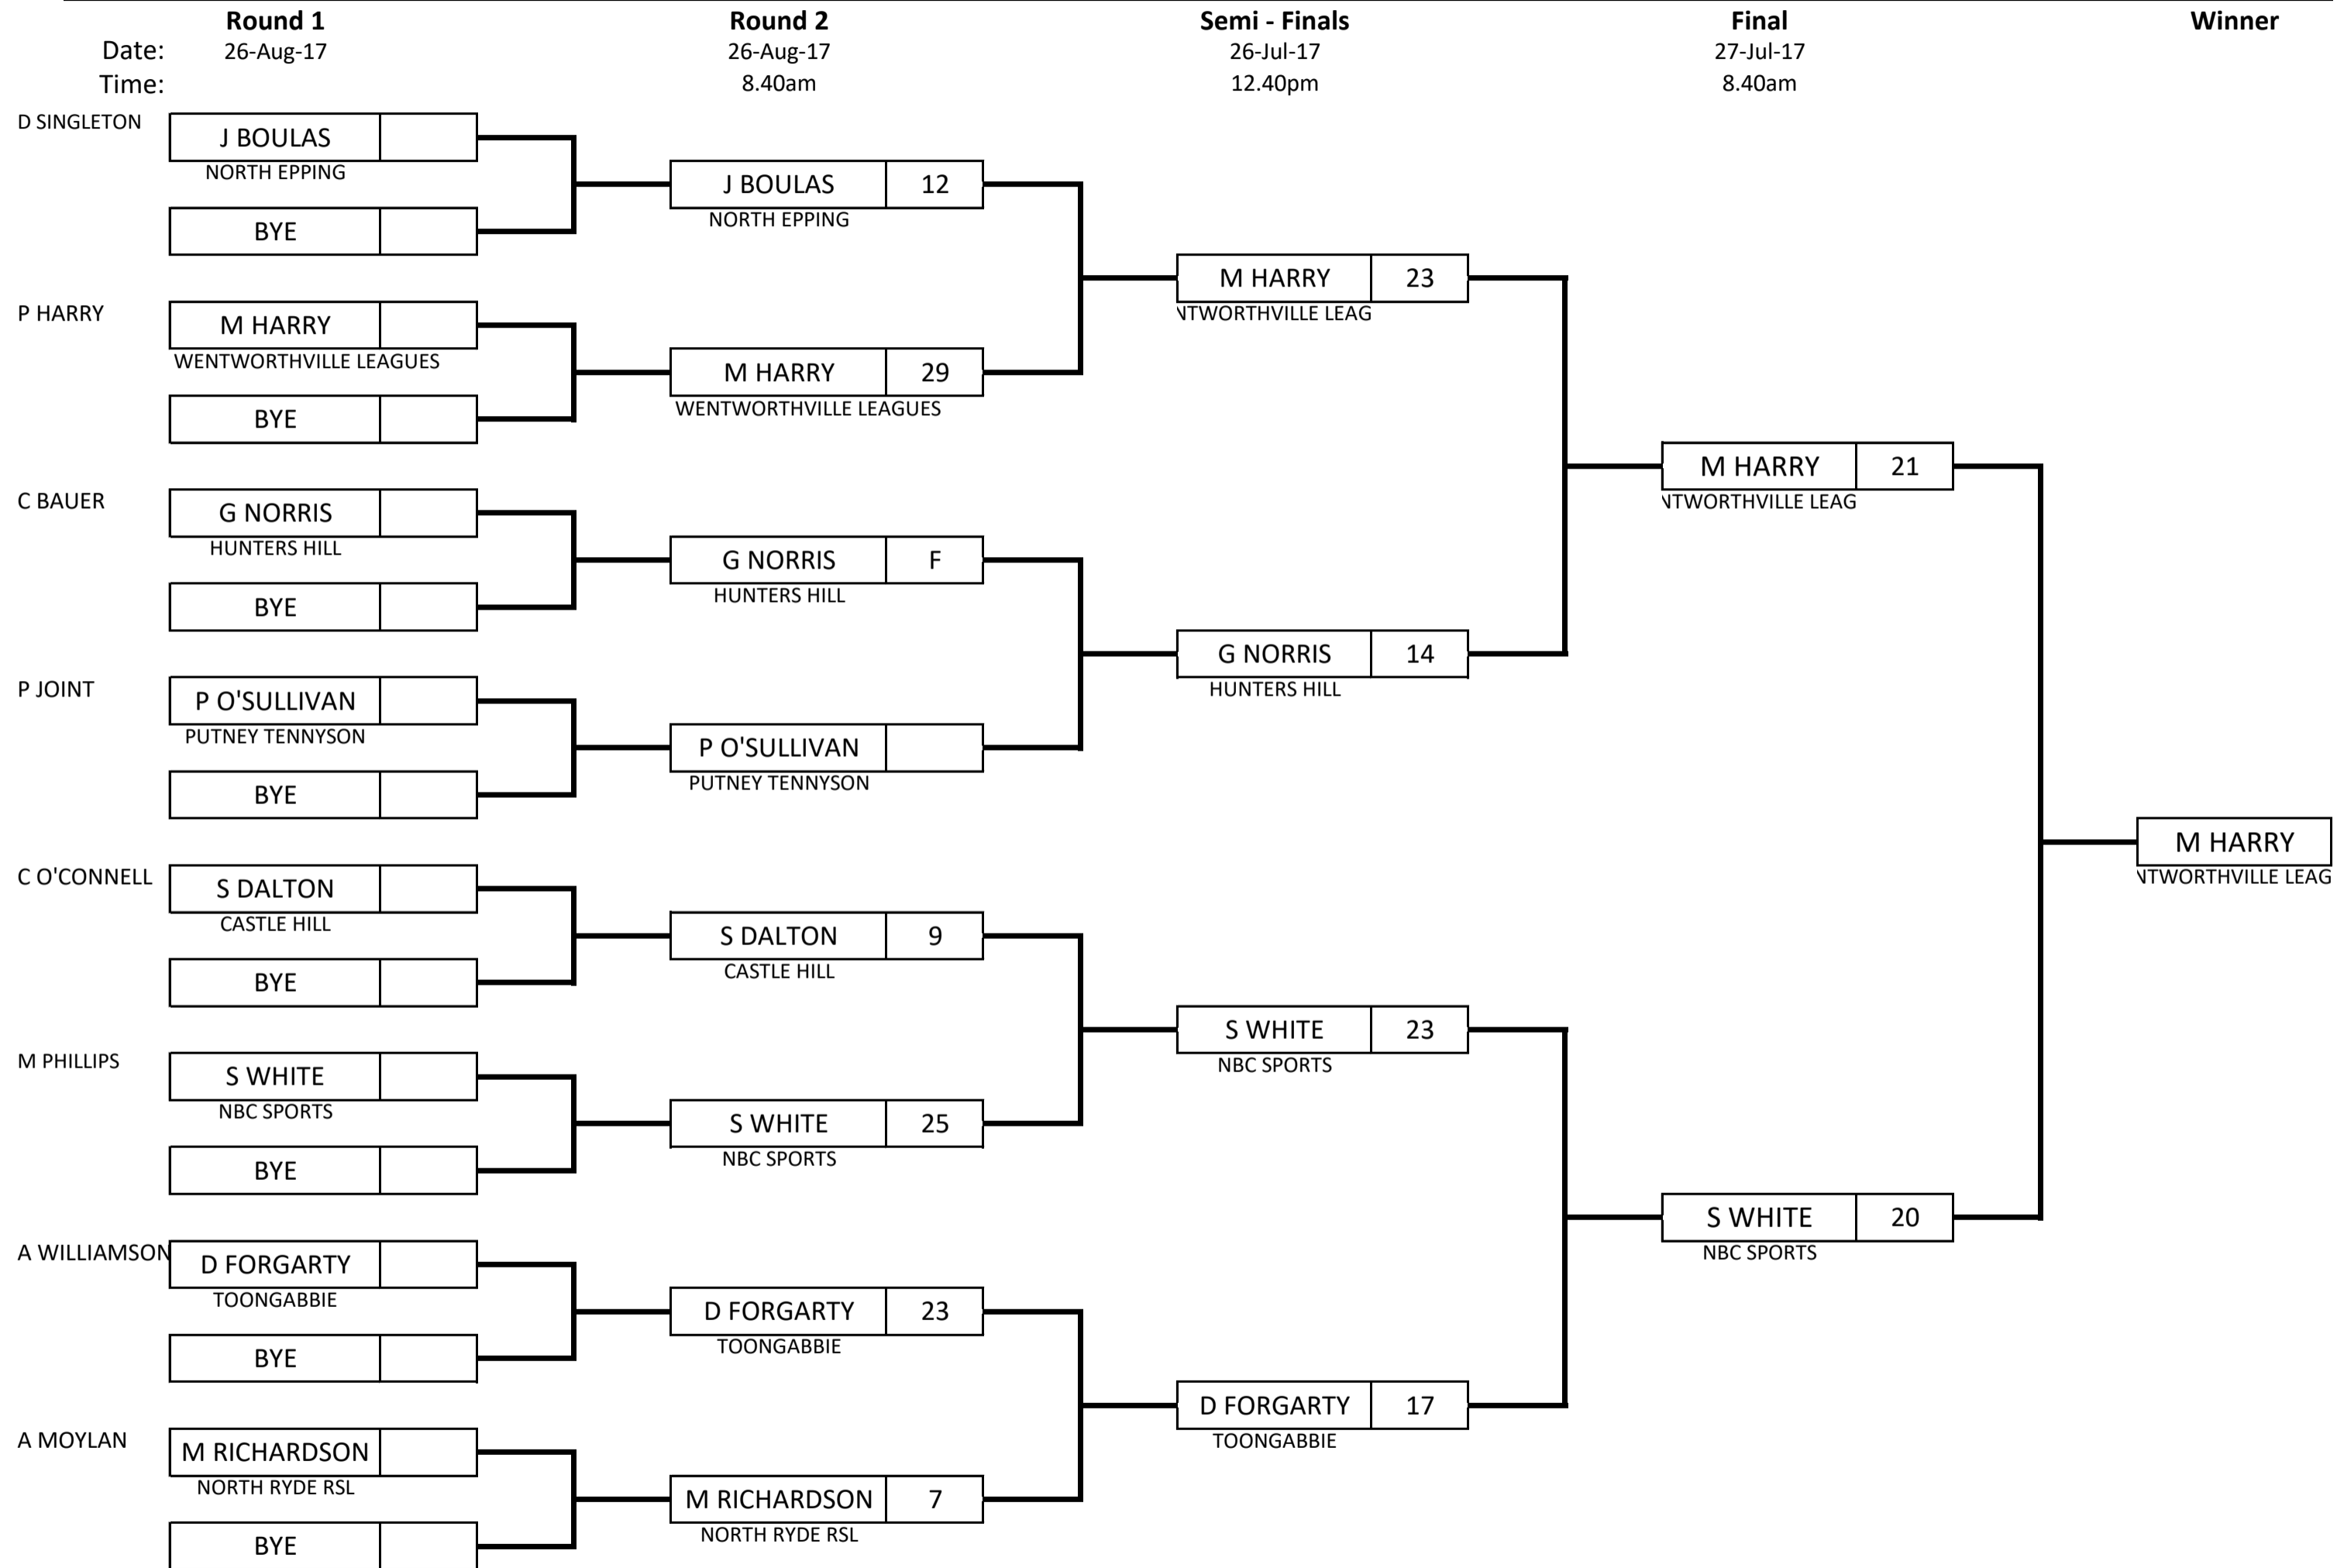 Round 1 Round 2 Semi - Finals Final Winner
Date: 26-Aug-17 26-Aug-17 26-Jul-17 27-Jul-17
Time: 8.40am 12.40pm 8.40am
D SINGLETON
J BOULAS
NORTH EPPING
J BOULAS 12
NORTH EPPING
BYE
M HARRY 23
NTWORTHVILLE LEAG
P HARRY
M HARRY
WENTWORTHVILLE LEAGUES
M HARRY 29
WENTWORTHVILLE LEAGUES
BYE
M HARRY 21
NTWORTHVILLE LEAG
C BAUER
G NORRIS
HUNTERS HILL
G NORRIS F
HUNTERS HILL
BYE
G NORRIS 14
HUNTERS HILL
P JOINT
P O'SULLIVAN
PUTNEY TENNYSON
P O'SULLIVAN
PUTNEY TENNYSON
BYE
M HARRY
NTWORTHVILLE LEAG
C O'CONNELL
S DALTON
CASTLE HILL
S DALTON 9
CASTLE HILL
BYE
S WHITE 23
NBC SPORTS
M PHILLIPS
S WHITE
NBC SPORTS
S WHITE 25
NBC SPORTS
BYE
S WHITE 20
NBC SPORTS
A WILLIAMSON
D FORGARTY
TOONGABBIE
D FORGARTY 23
TOONGABBIE
BYE
D FORGARTY 17
TOONGABBIE
A MOYLAN
M RICHARDSON
NORTH RYDE RSL
M RICHARDSON 7
NORTH RYDE RSL
BYE